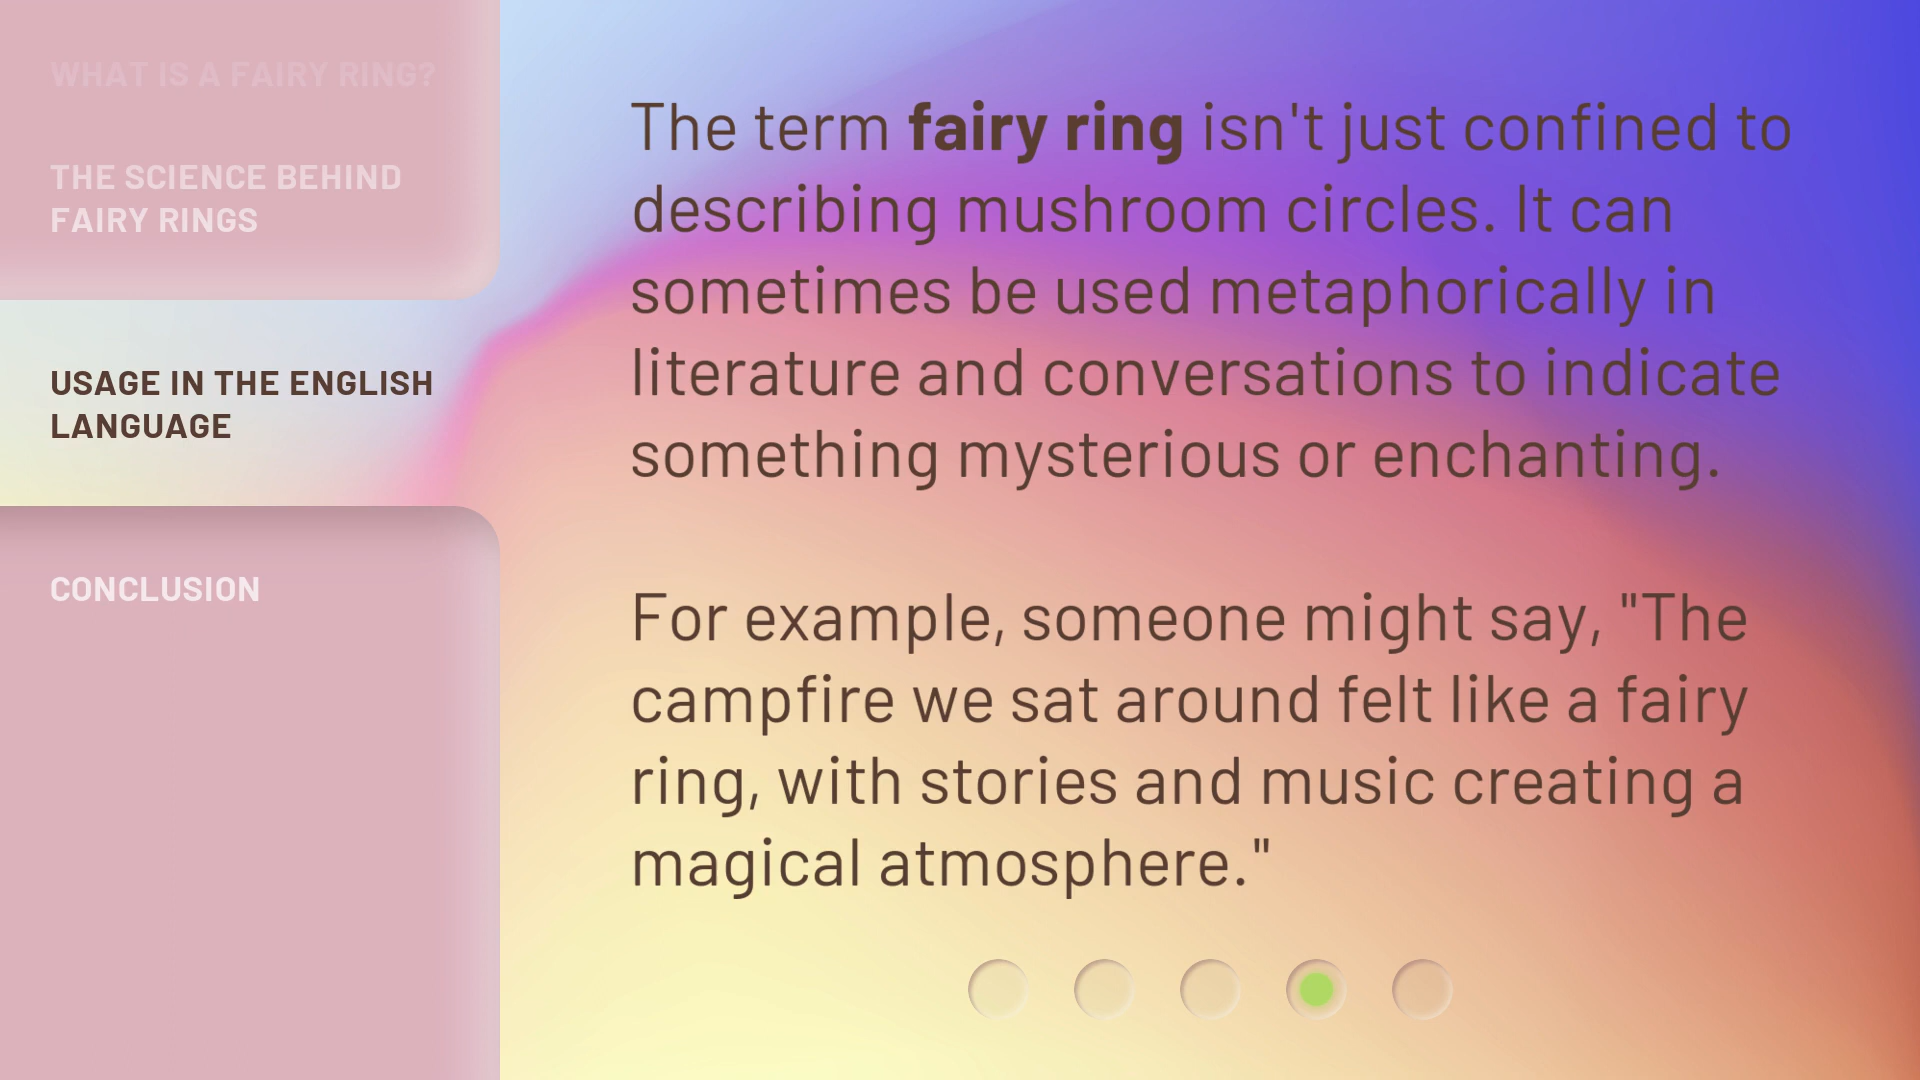 WHAT IS A FAIRY RING?
THE SCIENCE BEHIND
FAIRY RINGS
USAGE IN THE ENGLISH
LANGUAGE
CONCLUSION
The term fairy ring isn't just confined to
describing mushroom circles. It can
sometimes be used metaphorically in
literature and conversations to indicate
something mysterious or enchanting.
For example, someone might say, "The
campfire we sat around felt like a fairy
ring, with stories and music creating a
magical atmosphere."